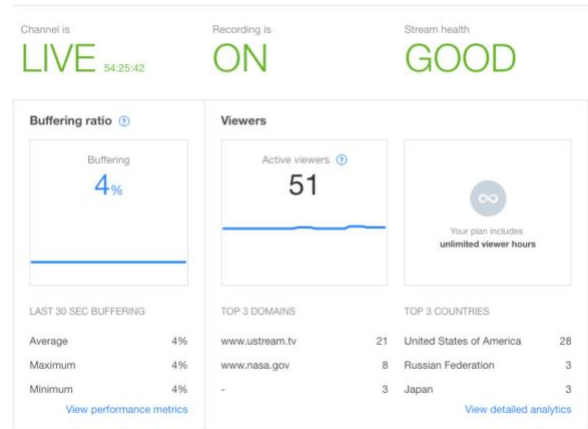 Channel is
LIVE 54:25:42
Recording is
ON
Stream health
GOOD
Buffering ratio ?
Buffering
4%
LAST 30 SEC BUFFERING
Average 4%
Maximum 4%
Minimum 4%
View performance metrics
Viewers
Active viewers ?
51
TOP 3 DOMAINS
www.ustream.tv 21
www.nasa.gov 8
- 3
Your plan includes
unlimited viewer hours
TOP 3 COUNTRIES
United States of America 28
Russian Federation 3
Japan 3
View detailed analytics